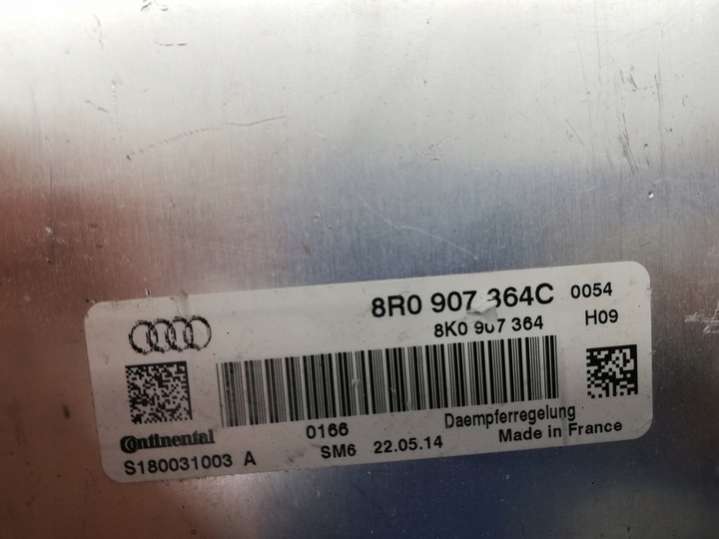 8R0 907 364C 0054
8K0 907 364 H09
Continental
0166
Daempferregelung
S180031003 A
SM6 22.05.14
Made in France